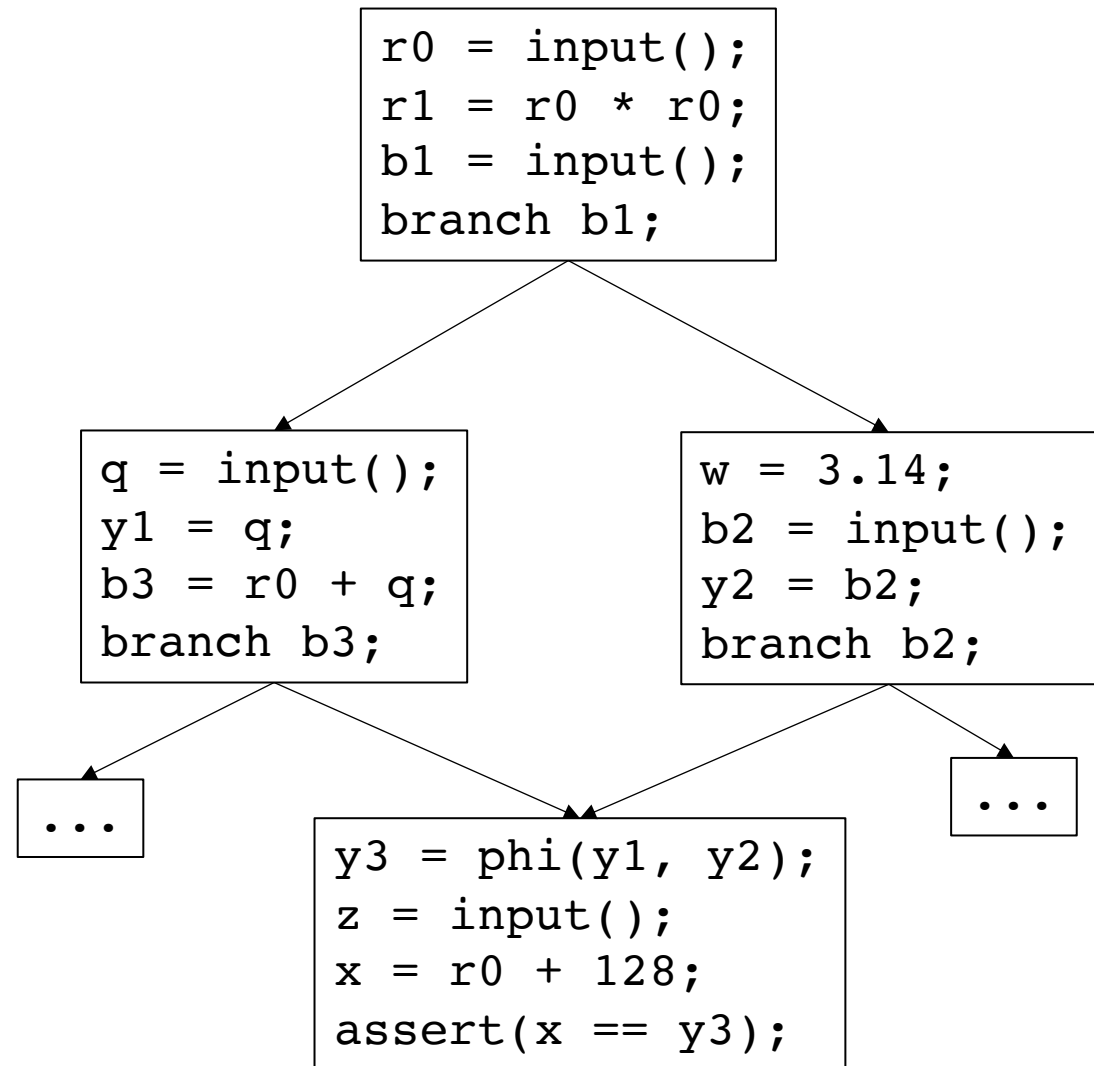 r0 = input();
r1 = r0 * r0;
b1 = input();
branch b1;
q = input();
y1 = q;
b3 = r0 + q;
branch b3;
w = 3.14;
b2 = input();
y2 = b2;
branch b2;
...
...
y3 = phi(y1, y2);
z = input();
x = r0 + 128;
assert(x == y3);